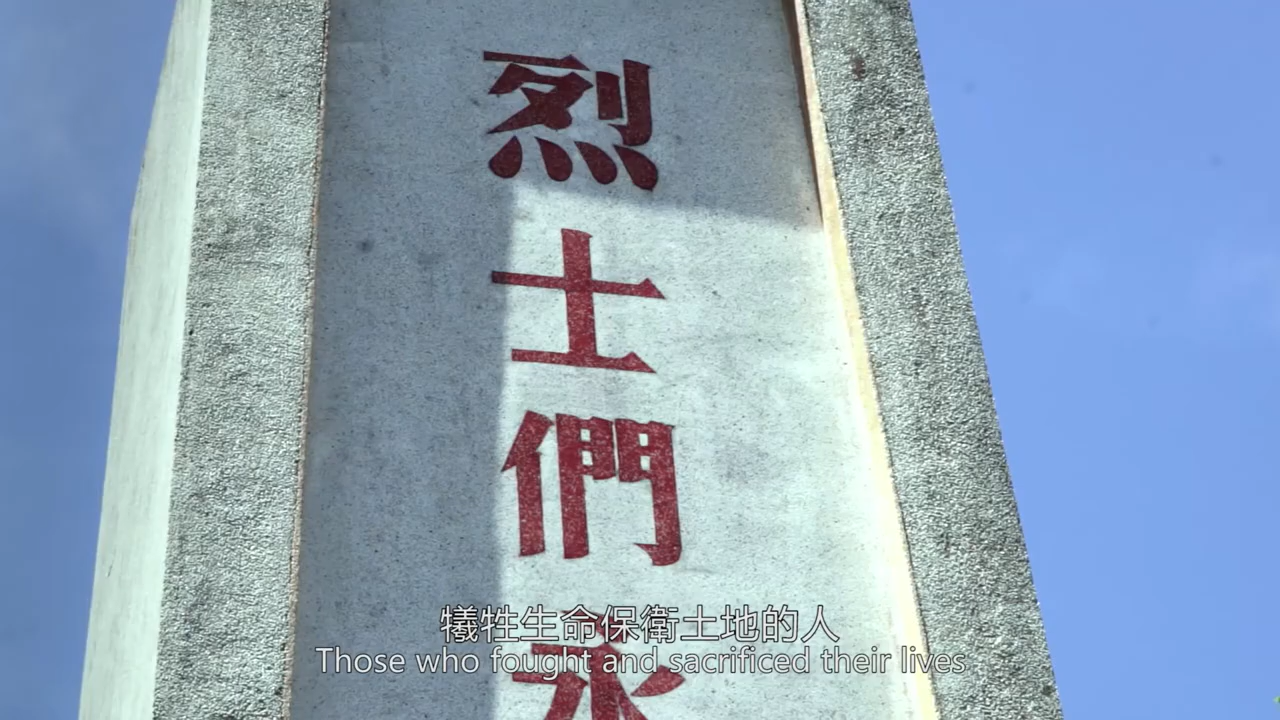 烈士們永
犧牲生命保衛土地的人
Those who fought and sacrificed their lives